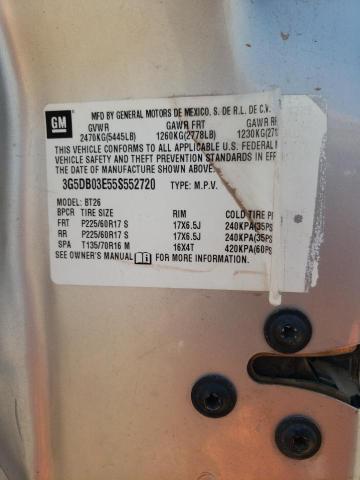 GM
MFD BY GENERAL MOTORS DE MEXICO, S. DE R.L. DE C.V.
GVWR GAWR FRT GAWR RR
2470KG(5445LB) 1260KG(2778LB) 1230KG(271
THIS VEHICLE CONFORMS TO ALL APPLICABLE U.S. FEDERAL
VEHICLE SAFETY AND THEFT PREVENTION STANDARDS
THE DATE OF MANUFACTURE SHOWN ABOVE.
3G5DB03E55S552720 TYPE: M.P.V.
MODEL: BT26
BPCR TIRE SIZE RIM COLD TIRE
FRT P225/60R17 S 17X6.5J 240KPA(35PS
RR P225/60R17 S 17X6.5J 240KPA(35PS
SPA T135/70R16 M 16X4T 420KPA(60PS
SEE OWNER'S MANUAL FOR MORE INFORMATION.